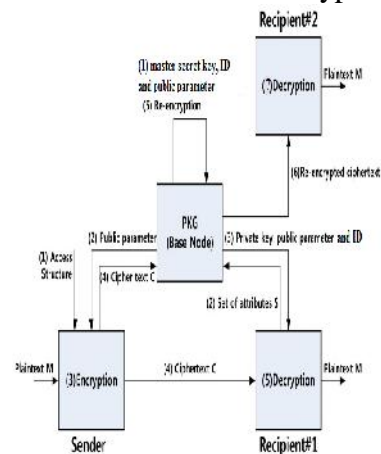 Recipient#2
(1) master secret key, ID
and public parameter
(5) Re-encryption
(7)Decryption
Plaintext M
(6)Re-encrypted ciphertext
PKG
(Base Node)
(2) Public parameter
(3) Private key, public paremeter and ID
(1) Access
Structure
(4) Cipher text C
(2) Set of attributes S
Plaintext M
(3)Encryption
(4) Ciphertext C
(5)Decryption
Plaintext M
Sender
Recipient#1